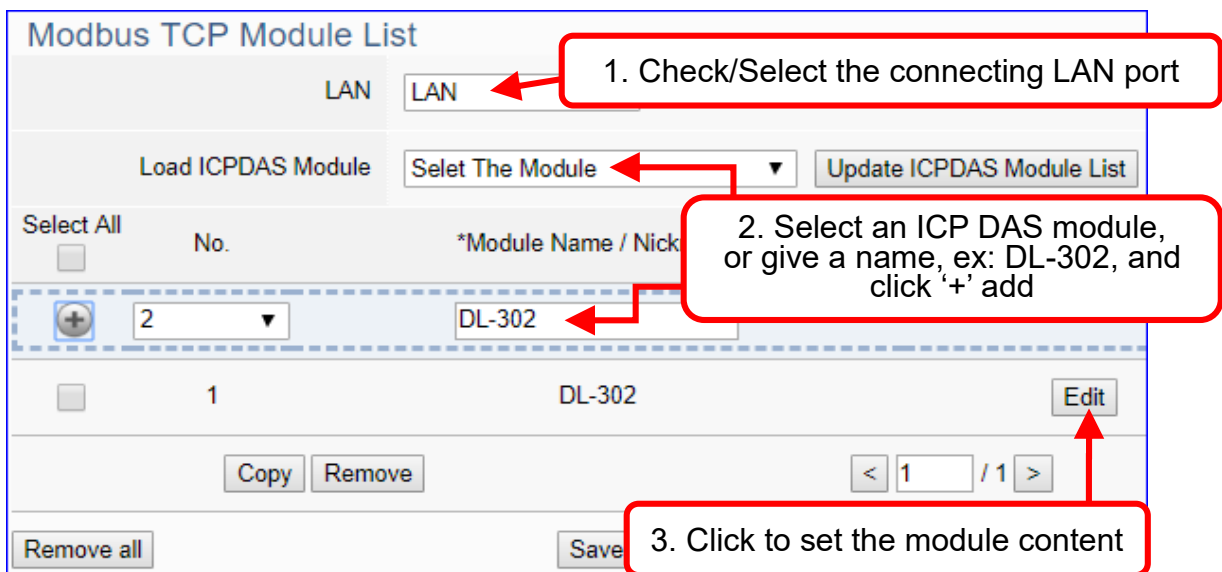 Modbus TCP Module List
LAN
LAN
1. Check/Select the connecting LAN port
Load ICPDAS Module
Selet The Module ▼
Update ICPDAS Module List
Select All
No.
*Module Name / Nick
2. Select an ICP DAS module,
or give a name, ex: DL-302, and
click ‘+’ add
2 ▼
DL-302
1
DL-302
Edit
Copy
Remove
<
1
/ 1
>
Remove all
Save
3. Click to set the module content